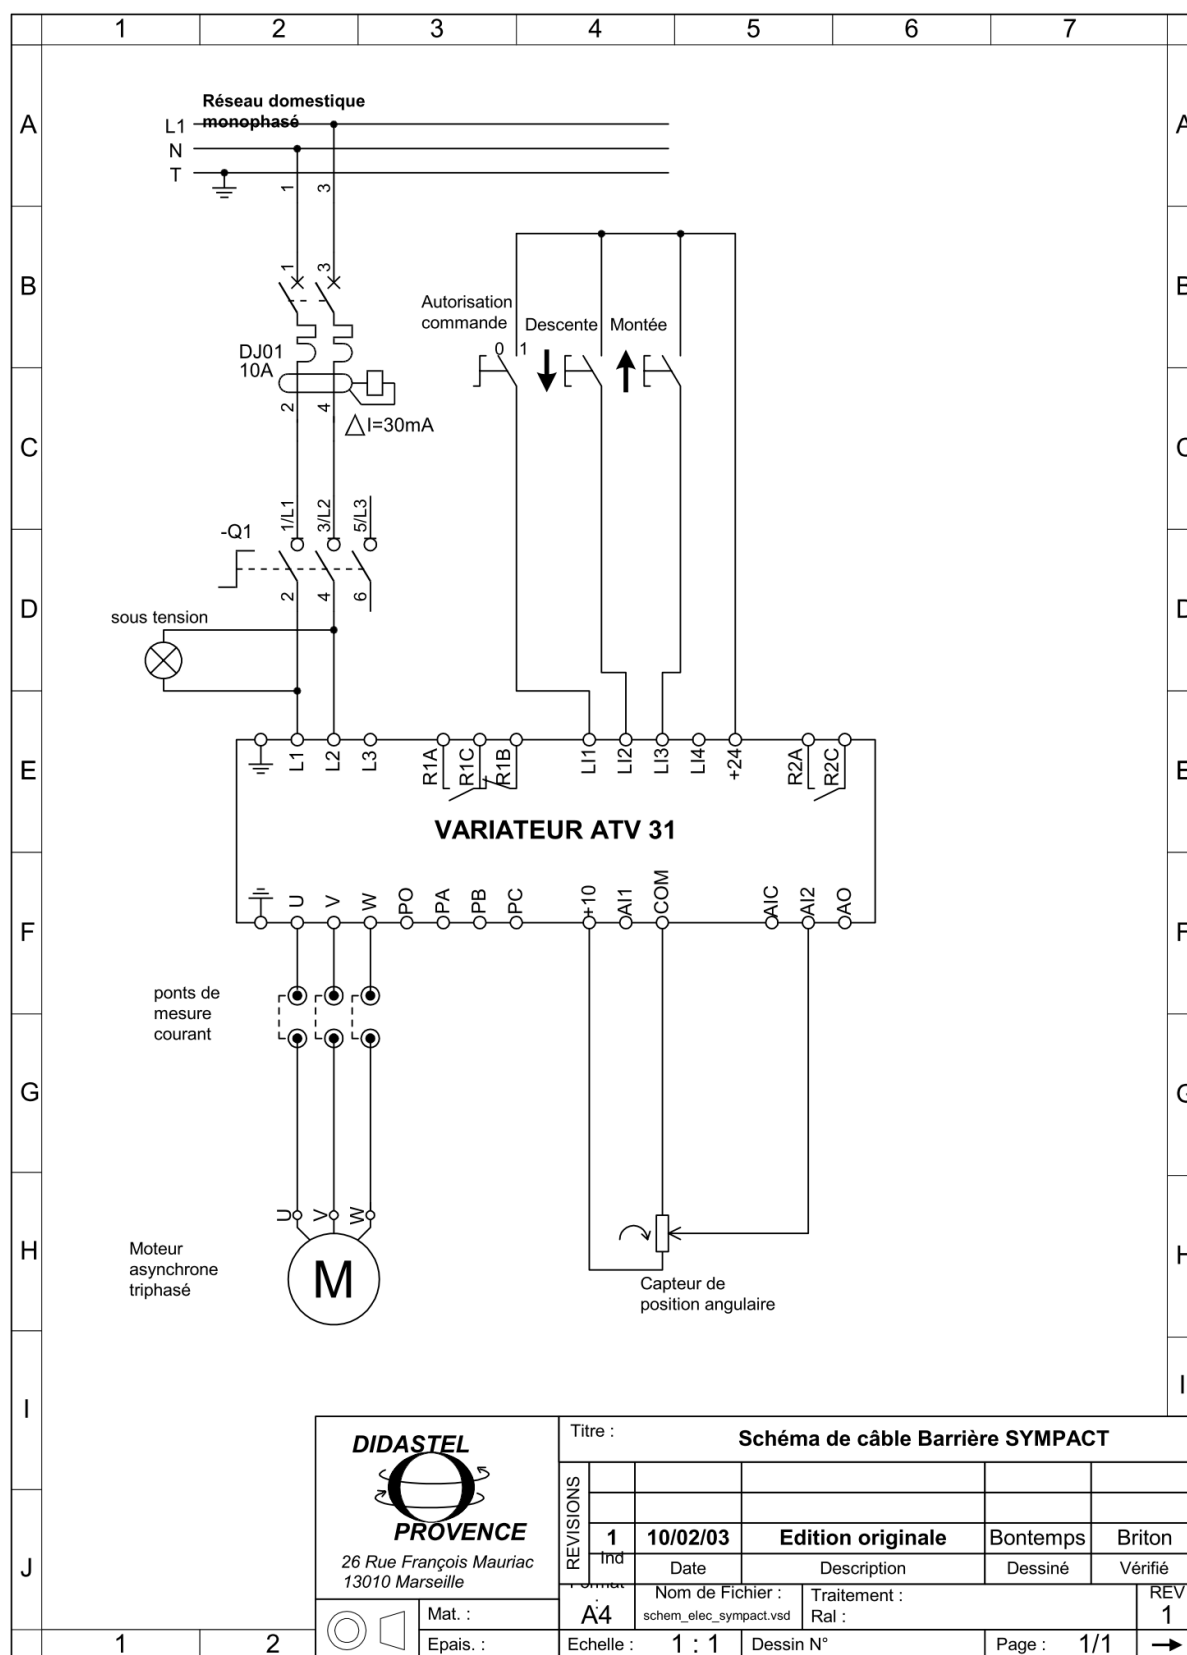 1 2 3 4 5 6 7
Réseau domestique
monophasé
A
A
L1
N
T
1 3
B
B
1 3
Autorisation
commande
Descente
Montée
0 1
DJ01
10A
2 4
ΔI=30mA
C
C
-Q1
1/L1 3/L2 5/L3
2 4 6
D
D
sous tension
E
E
L1 L2 L3 R1A R1C R1B LI1 LI2 LI3 LI4 +24 R2A R2C
VARIATEUR ATV 31
U V W PO PA PB PC +10 AI1 COM AIC AI2 AO
F
F
ponts de
mesure
courant
G
G
U V W
H
H
Moteur
asynchrone
triphasé
M
Capteur de
position angulaire
I
I
DIDASTEL
PROVENCE
26 Rue François Mauriac
13010 Marseille
Titre :
Schéma de câble Barrière SYMPACT
REVISIONS
1 10/02/03 Edition originale Bontemps Briton
Ind Date Description Dessiné Vérifié
J
Format :
A4
Nom de Fichier :
schem_elec_sympact.vsd
Traitement :
Ral :
REV
1
Mat. :
Epais. :
Echelle : 1 : 1
Dessin N°
Page : 1/1
1 2